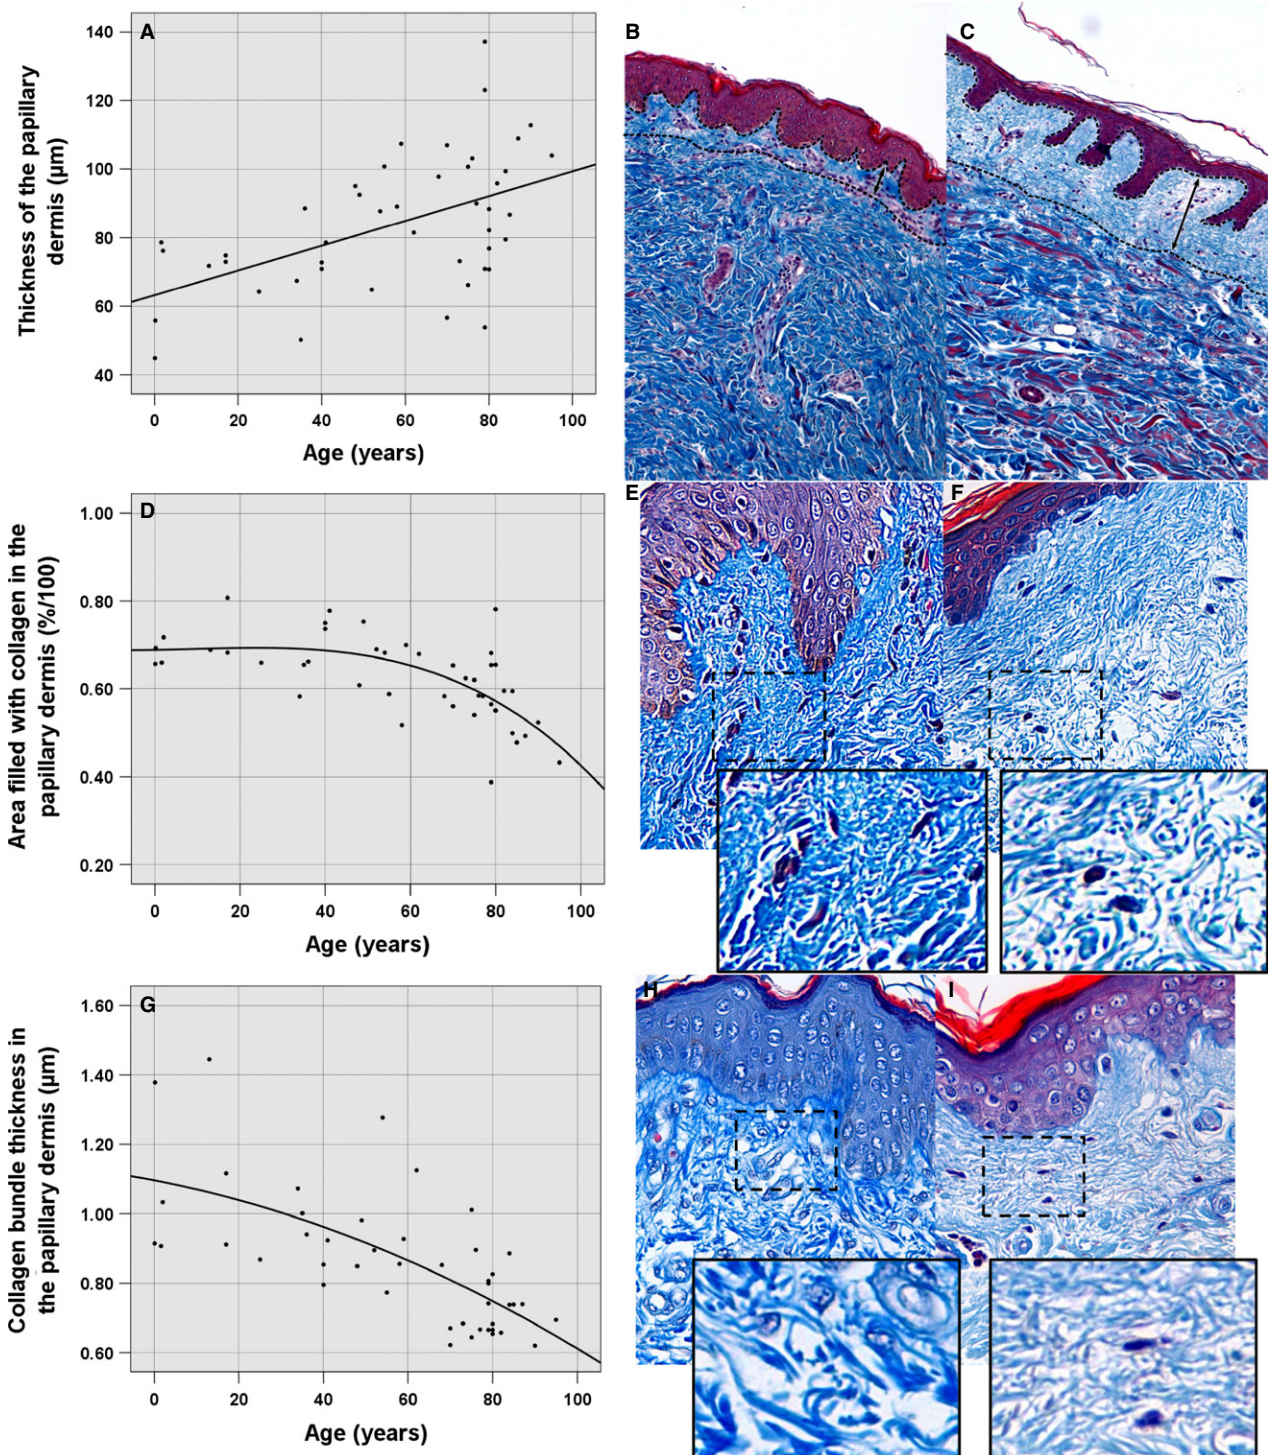 A
B
C
Thickness of the papillary
dermis (µm)
140
120
100
80
60
40
0 20 40 60 80 100
Age (years)
D
E
F
Area filled with collagen in the
papillary dermis (%/100)
1.00
0.80
0.60
0.40
0.20
0 20 40 60 80 100
Age (years)
G
H
I
Collagen bundle thickness in
the papillary dermis (µm)
1.60
1.40
1.20
1.00
0.80
0.60
0 20 40 60 80 100
Age (years)